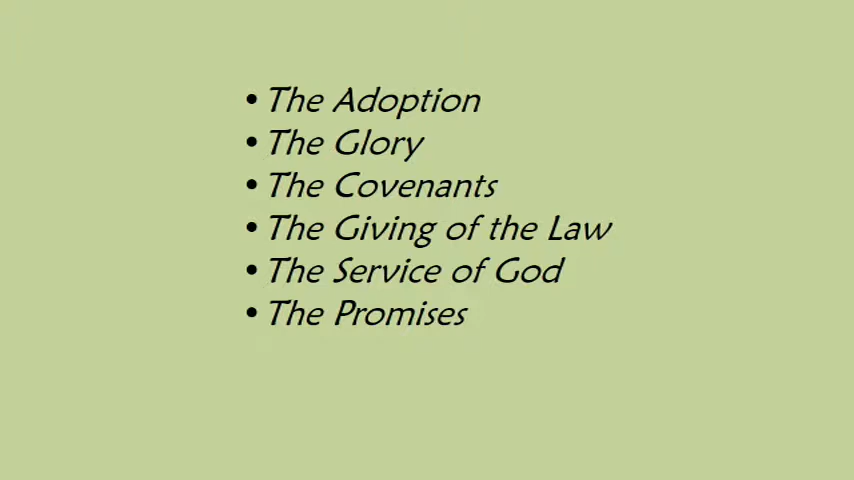 • The Adoption
• The Glory
• The Covenants
• The Giving of the Law
• The Service of God
• The Promises